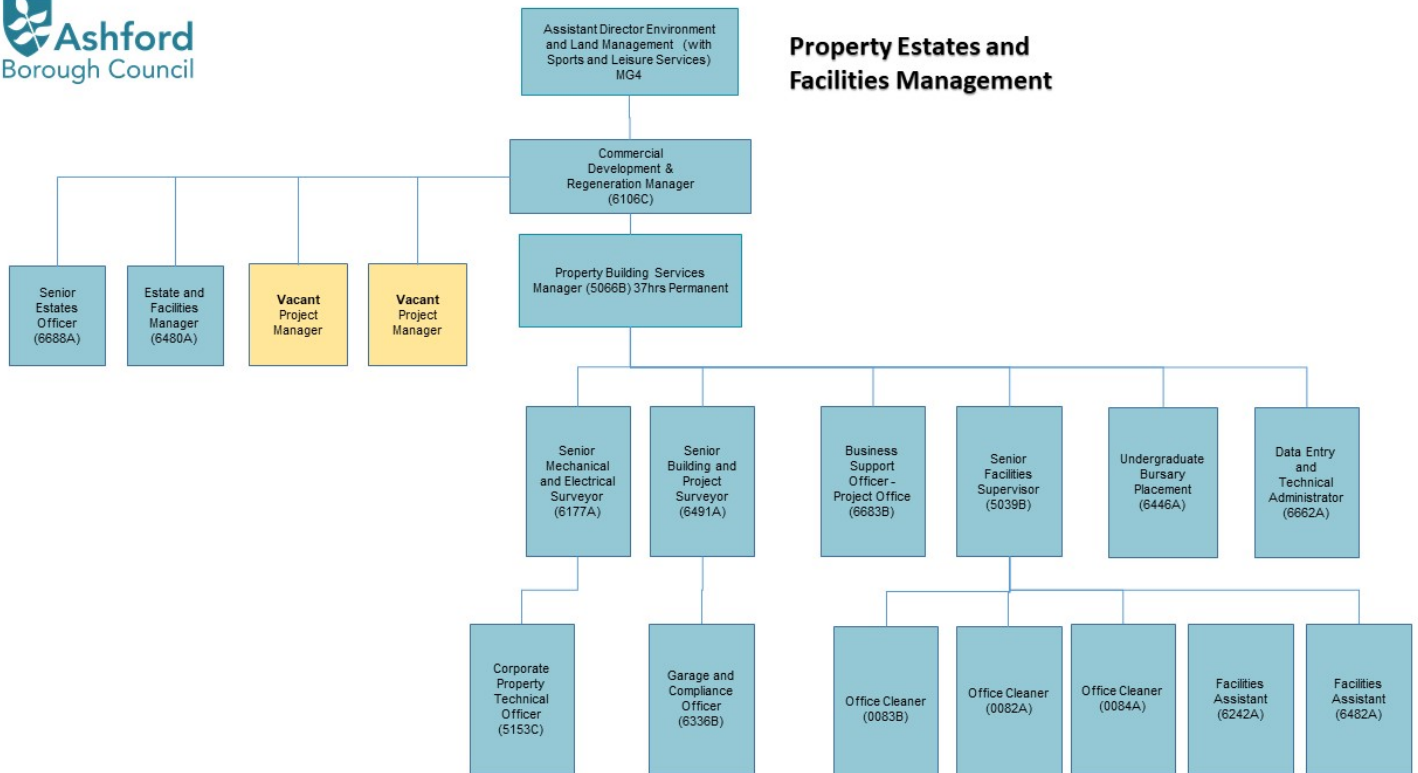 Ashford
Borough Council
Assistant Director Environment
and Land Management (with
Sports and Leisure Services)
MG4
Property Estates and
Facilities Management
Commercial
Development &
Regeneration Manager
(6106C)
Property Building Services
Manager (5066B) 37hrs Permanent
Senior
Estates
Officer
(6688A)
Estate and
Facilities
Manager
(6480A)
Vacant
Project
Manager
Vacant
Project
Manager
Senior
Mechanical
and Electrical
Surveyor
(6177A)
Senior
Building and
Project
Surveyor
(6491A)
Business
Support
Officer -
Project Office
(6683B)
Senior
Facilities
Supervisor
(5039B)
Undergraduate
Bursary
Placement
(6446A)
Data Entry
and
Technical
Administrator
(6662A)
Corporate
Property
Technical
Officer
(5153C)
Garage and
Compliance
Officer
(6336B)
Office Cleaner
(0083B)
Office Cleaner
(0082A)
Office Cleaner
(0084A)
Facilities
Assistant
(6242A)
Facilities
Assistant
(6482A)